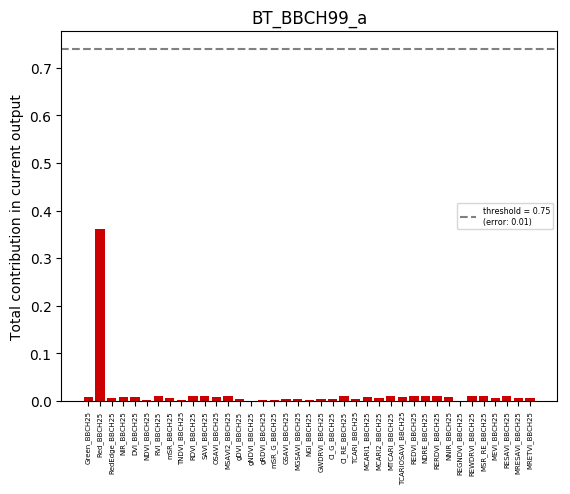 BT_BBCH99_a
Total contribution in current output
0.7
0.6
0.5
0.4
0.3
0.2
0.1
0.0
threshold = 0.75
(error: 0.01)
Green_BBCH25
Red_BBCH25
RedEdge_BBCH25
NIR_BBCH25
DVI_BBCH25
NDVI_BBCH25
RVI_BBCH25
mSR_BBCH25
TNDVI_BBCH25
RDVI_BBCH25
SAVI_BBCH25
OSAVI_BBCH25
MSAVI2_BBCH25
gDVI_BBCH25
gNDVI_BBCH25
gRDVI_BBCH25
mSR_G_BBCH25
GSAVI_BBCH25
MGSAVI_BBCH25
NGI_BBCH25
GWDRVI_BBCH25
CI_G_BBCH25
CI_RE_BBCH25
TCARI_BBCH25
MCARI1_BBCH25
MCARI2_BBCH25
MTCARI_BBCH25
TCARIOSAVI_BBCH25
REDVI_BBCH25
NDRE_BBCH25
RERDVI_BBCH25
NNIR_BBCH25
REGNDVI_BBCH25
REWDRVI_BBCH25
MSR_RE_BBCH25
MEVI_BBCH25
RESAVI_BBCH25
MRESAVI_BBCH25
MRETVI_BBCH25